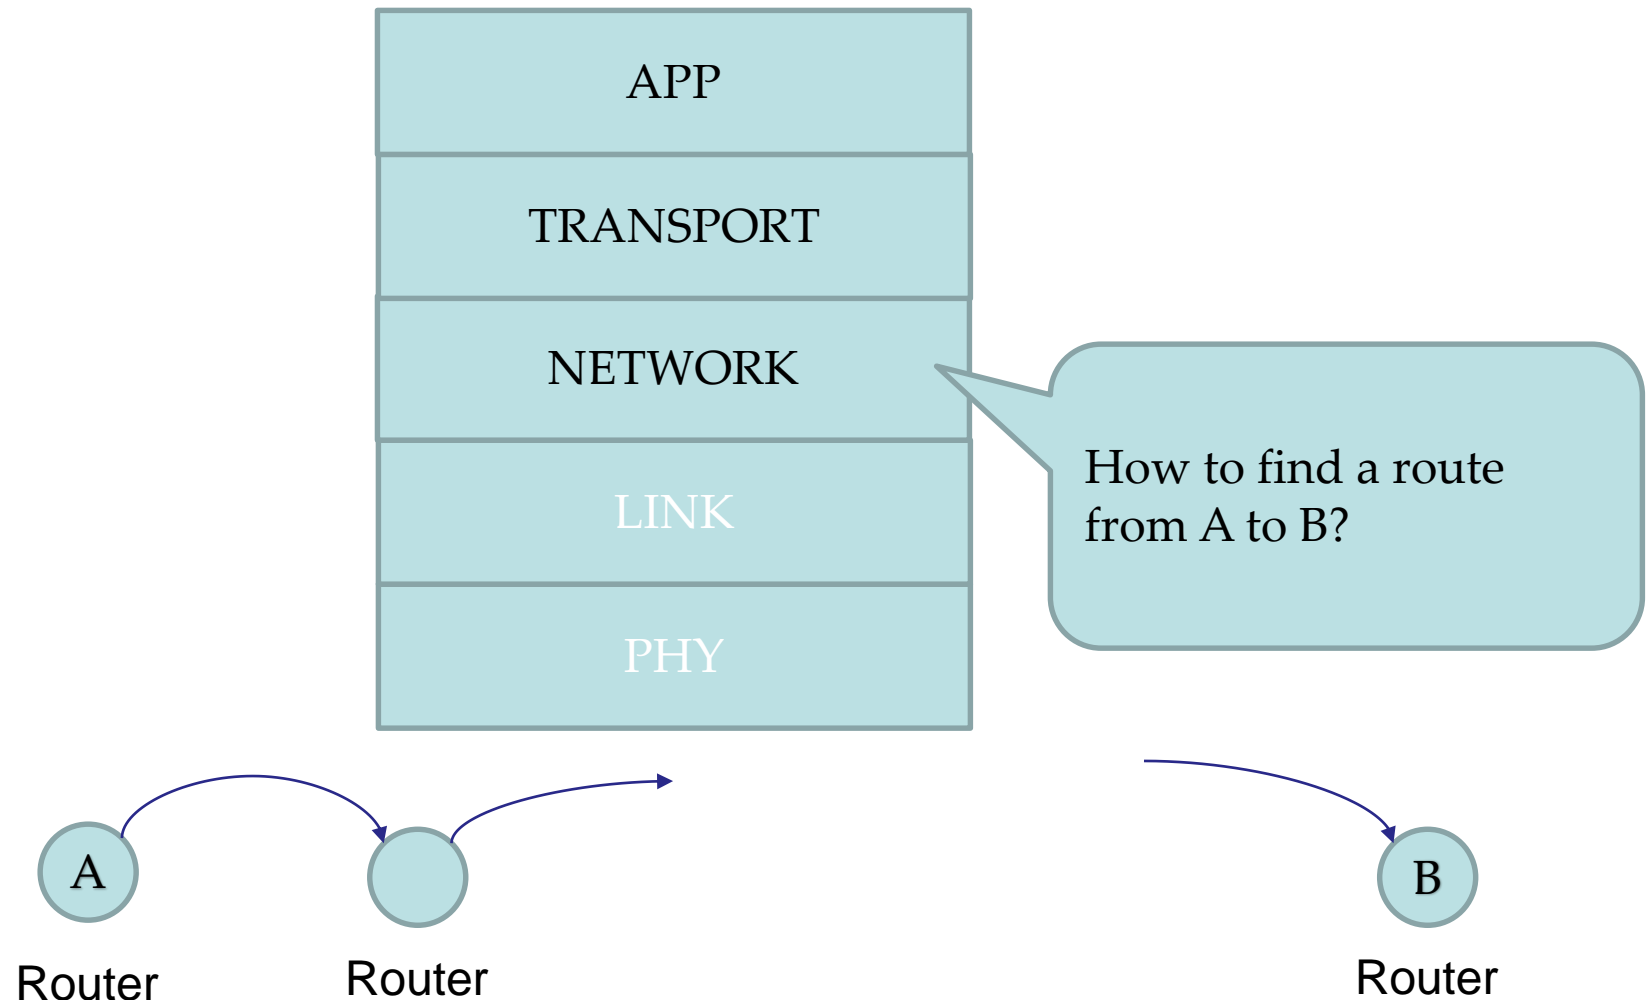 APP
TRANSPORT
NETWORK
How to find a route
from A to B?
LINK
PHY
A
B
Router
Router
Router